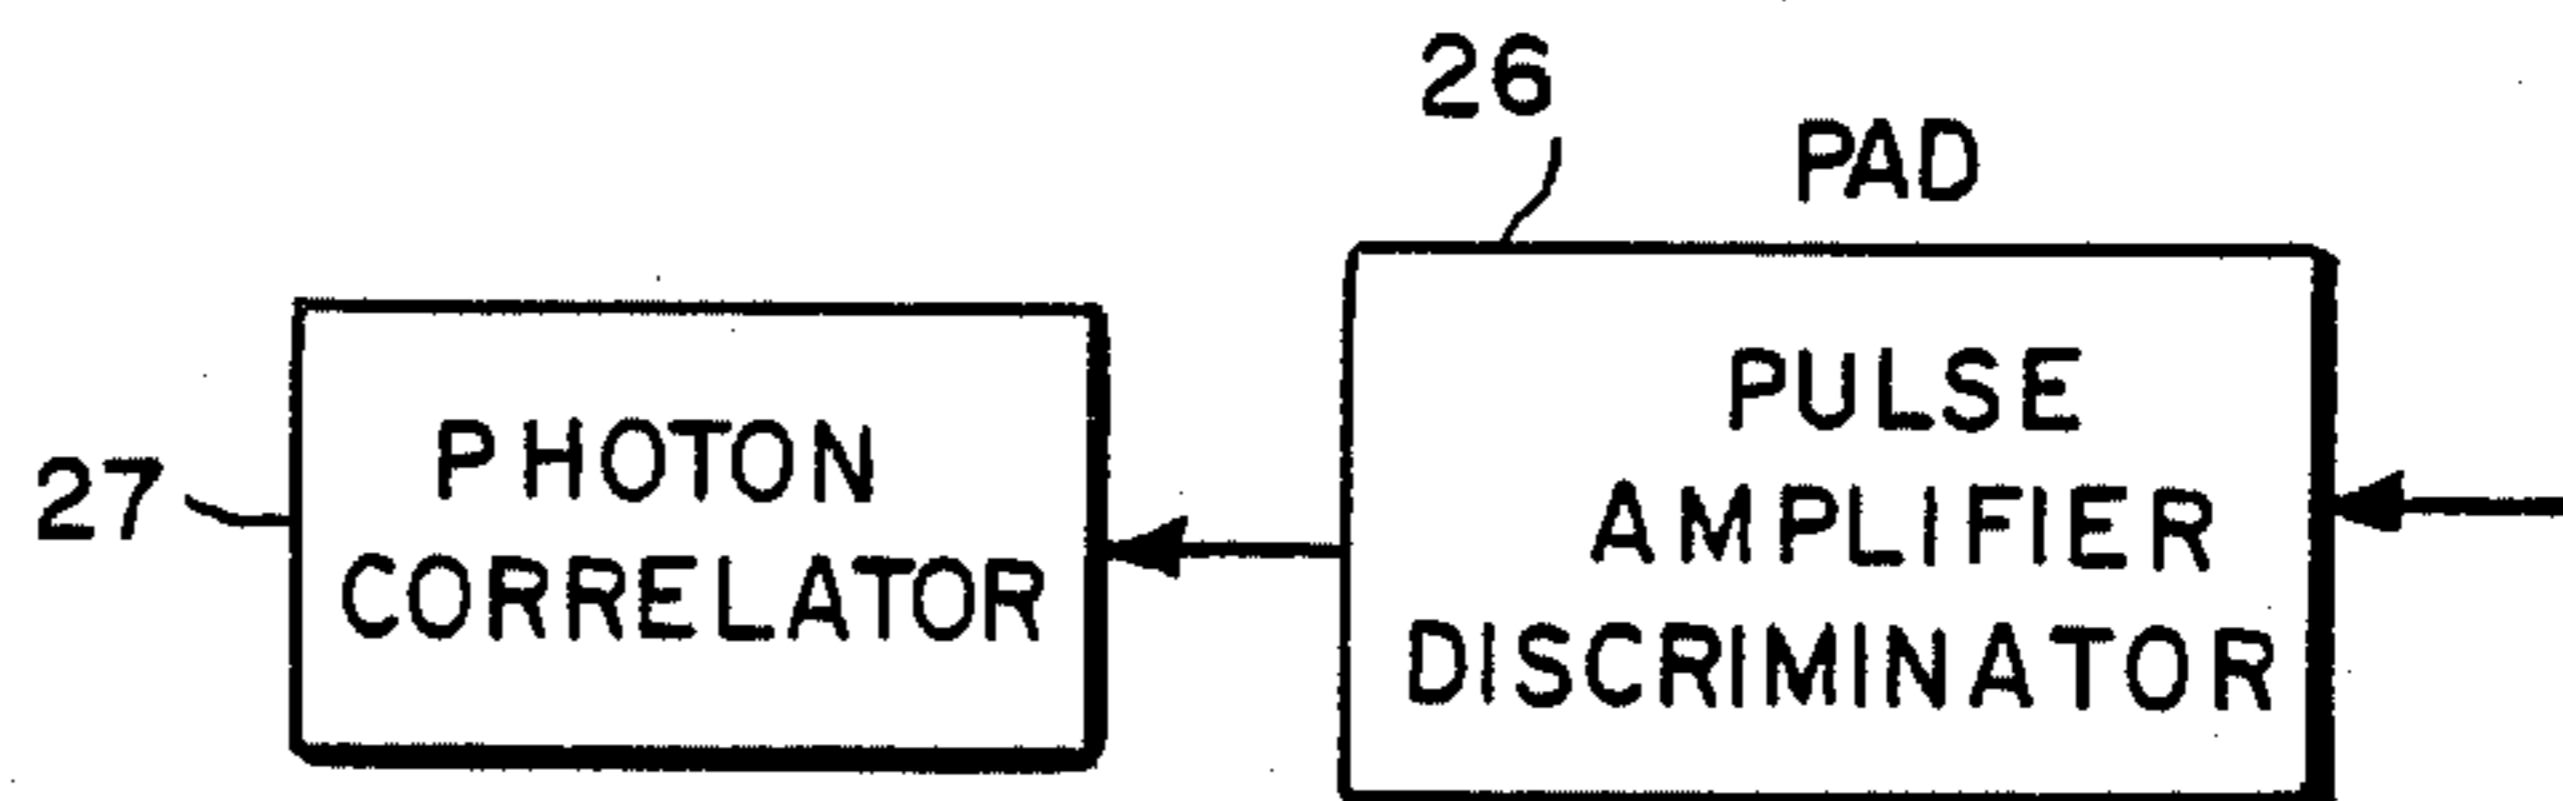 26
PAD
PULSE
AMPLIFIER
DISCRIMINATOR
27
PHOTON
CORRELATOR